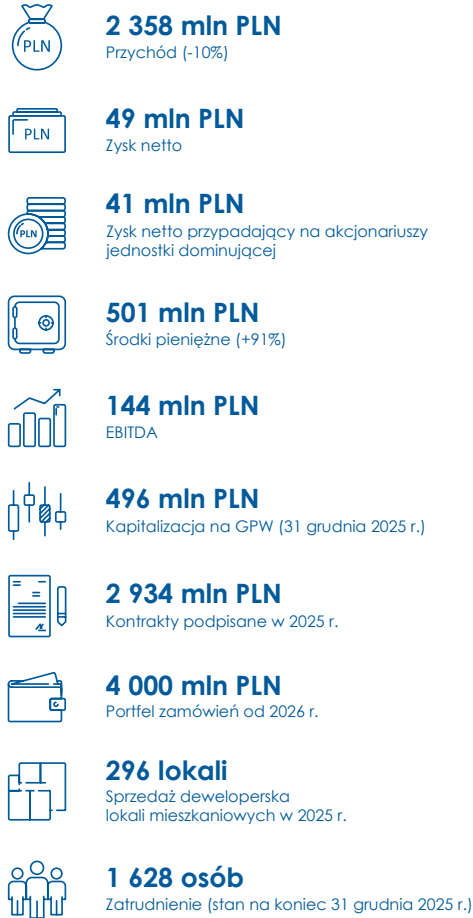 PLN
2 358 mln PLN
Przychód (-10%)
PLN
49 mln PLN
Zysk netto
PLN
41 mln PLN
Zysk netto przypadający na akcjonariuszy
jednostki dominującej
501 mln PLN
Środki pieniężne (+91%)
144 mln PLN
EBITDA
496 mln PLN
Kapitalizacja na GPW (31 grudnia 2025 r.)
2 934 mln PLN
Kontrakty podpisane w 2025 r.
4 000 mln PLN
Portfel zamówień od 2026 r.
296 lokali
Sprzedaż deweloperska
lokali mieszkaniowych w 2025 r.
1 628 osób
Zatrudnienie (stan na koniec 31 grudnia 2025 r.)